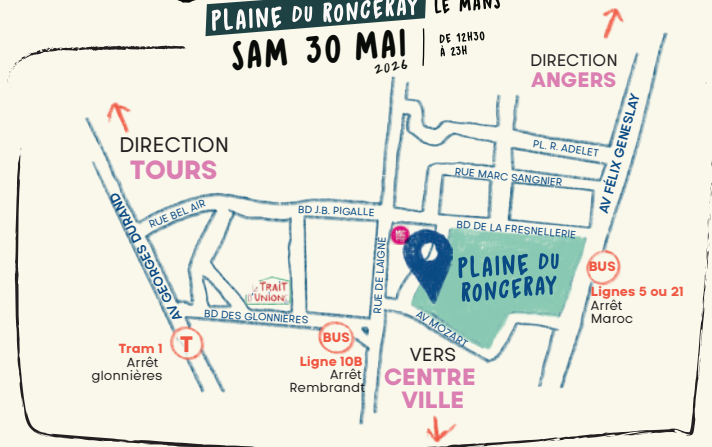 PLAINE DU RONCERAY LE MANS
SAM 30 MAI
2026
DE 12H30
À 23H
DIRECTION
ANGERS
DIRECTION
TOURS
PL. R. ADELET
AV FÉLIX GENESLAY
RUE MARC SANGNIER
AV GEORGES DURAND
RUE BEL AIR
BD J.B. PIGALLE
BD DE LA FRESNELLERIE
RUE DE LAIGNÉ
PLAINE DU
RONCERAY
BUS
Lignes 5 ou 21
Arrêt
Maroc
TRAIT
D'UNION
BD DES GLONNIÈRES
AV MOZART
T
Tram 1
Arrêt
glonnières
BUS
Ligne 10B
Arrêt
Rembrandt
VERS
CENTRE
VILLE